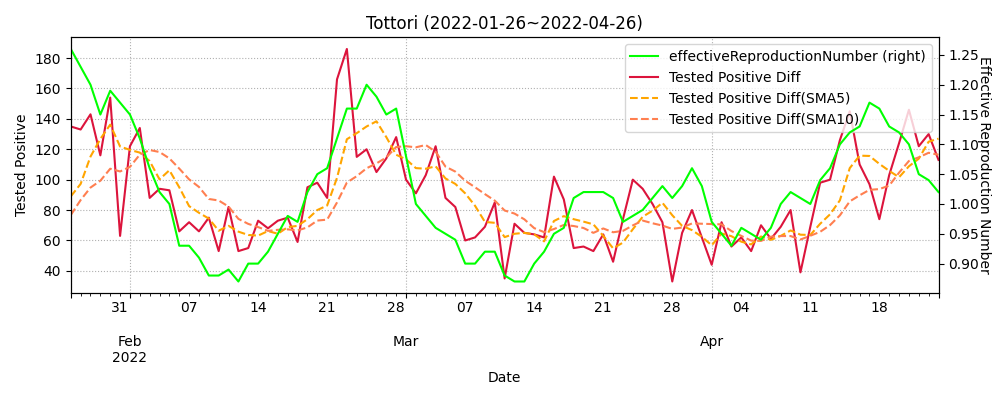 Tottori (2022-01-26~2022-04-26)
effectiveReproductionNumber (right)
Tested Positive Diff
Tested Positive Diff(SMA5)
Tested Positive Diff(SMA10)
Tested Positive
180
160
140
120
100
80
60
40
1.25
1.20
1.15
1.10
1.05
1.00
0.95
0.90
Effective Reproduction Number
31 07 14 21 28 07 14 21 28 04 11 18
Feb Mar Apr
2022
Date